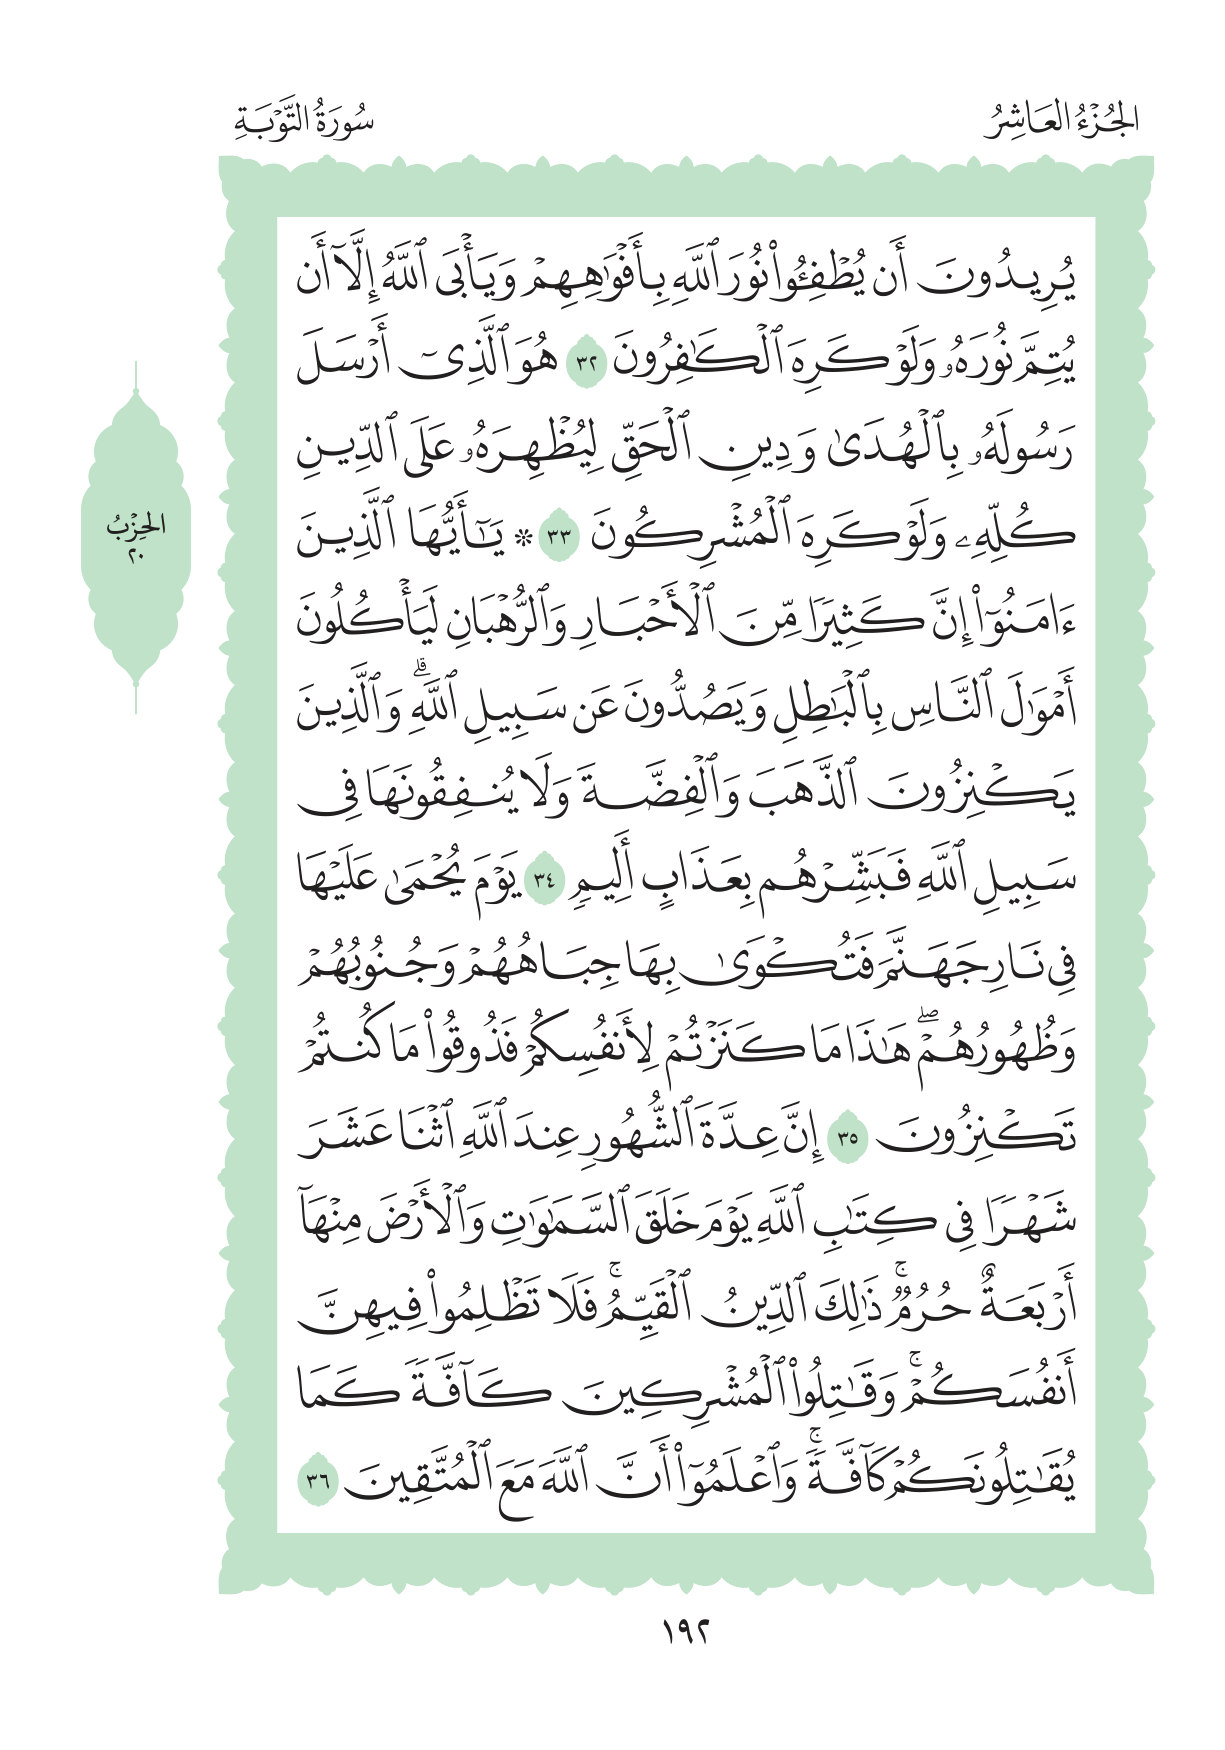 الجُزْءُ العَاشِرُ
سُورَةُ التَّوْبَةِ
يُرِيدُونَ أَن يُطْفِـُٔوا۟ نُورَ ٱللَّهِ بِأَفْوَٰهِهِمْ وَيَأْبَى ٱللَّهُ إِلَّآ أَن
يُتِمَّ نُورَهُۥ وَلَوْ كَرِهَ ٱلْكَٰفِرُونَ ٣٢ هُوَ ٱلَّذِىٓ أَرْسَلَ
رَسُولَهُۥ بِٱلْهُدَىٰ وَدِينِ ٱلْحَقِّ لِيُظْهِرَهُۥ عَلَى ٱلدِّينِ
كُلِّهِۦ وَلَوْ كَرِهَ ٱلْمُشْرِكُونَ ٣٣ * يَٰٓأَيُّهَا ٱلَّذِينَ
ءَامَنُوٓا۟ إِنَّ كَثِيرًا مِّنَ ٱلْأَحْبَارِ وَٱلرُّهْبَانِ لَيَأْكُلُونَ
أَمْوَٰلَ ٱلنَّاسِ بِٱلْبَٰطِلِ وَيَصُدُّونَ عَن سَبِيلِ ٱللَّهِۗ وَٱلَّذِينَ
يَكْنِزُونَ ٱلذَّهَبَ وَٱلْفِضَّةَ وَلَا يُنفِقُونَهَا فِى
سَبِيلِ ٱللَّهِ فَبَشِّرْهُم بِعَذَابٍ أَلِيمٍ ٣٤ يَوْمَ يُحْمَىٰ عَلَيْهَا
فِى نَارِ جَهَنَّمَ فَتُكْوَىٰ بِهَا جِبَاهُهُمْ وَجُنُوبُهُمْ
وَظُهُورُهُمْۖ هَٰذَا مَا كَنَزْتُمْ لِأَنفُسِكُمْ فَذُوقُوا۟ مَا كُنتُمْ
تَكْنِزُونَ ٣٥ إِنَّ عِدَّةَ ٱلشُّهُورِ عِندَ ٱللَّهِ ٱثْنَا عَشَرَ
شَهْرًا فِى كِتَٰبِ ٱللَّهِ يَوْمَ خَلَقَ ٱلسَّمَٰوَٰتِ وَٱلْأَرْضَ مِنْهَآ
أَرْبَعَةٌ حُرُمٌۚ ذَٰلِكَ ٱلدِّينُ ٱلْقَيِّمُۚ فَلَا تَظْلِمُوا۟ فِيهِنَّ
أَنفُسَكُمْۚ وَقَٰتِلُوا۟ ٱلْمُشْرِكِينَ كَآفَّةً كَمَا
يُقَٰتِلُونَكُمْ كَآفَّةًۚ وَٱعْلَمُوٓا۟ أَنَّ ٱللَّهَ مَعَ ٱلْمُتَّقِينَ ٣٦
الحِزْبُ
٢٠
١٩٢